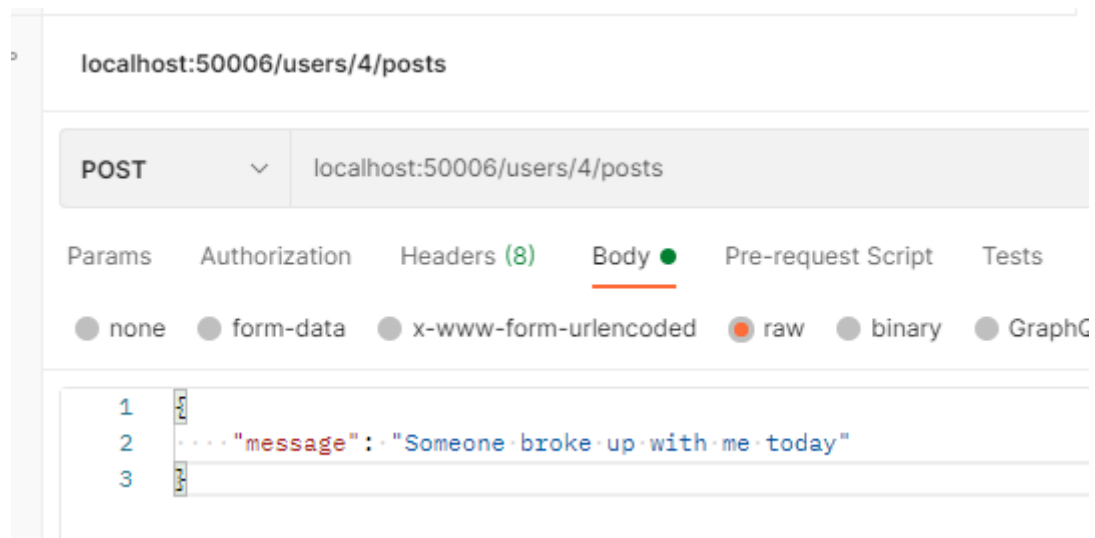 localhost:50006/users/4/posts
POST localhost:50006/users/4/posts
Params Authorization Headers (8) Body Pre-request Script Tests
none form-data x-www-form-urlencoded raw binary GraphQ
1 {
2 "message": "Someone broke up with me today"
3 }